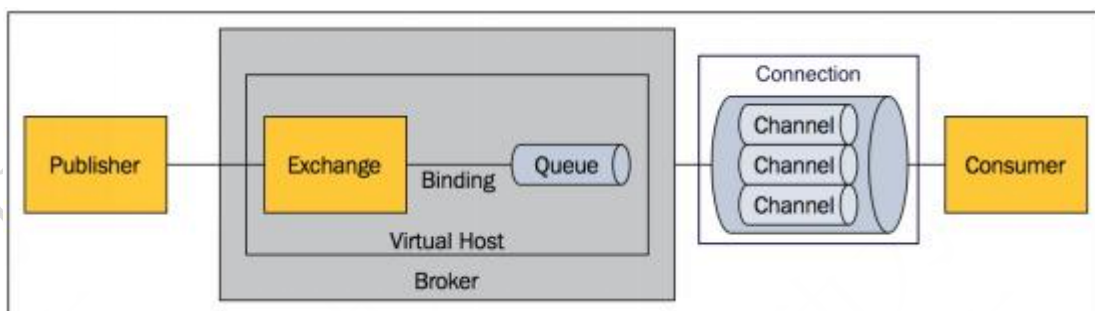 Connection
Channel
Publisher
Exchange
Binding
Queue
Channel
Consumer
Channel
Virtual Host
Broker